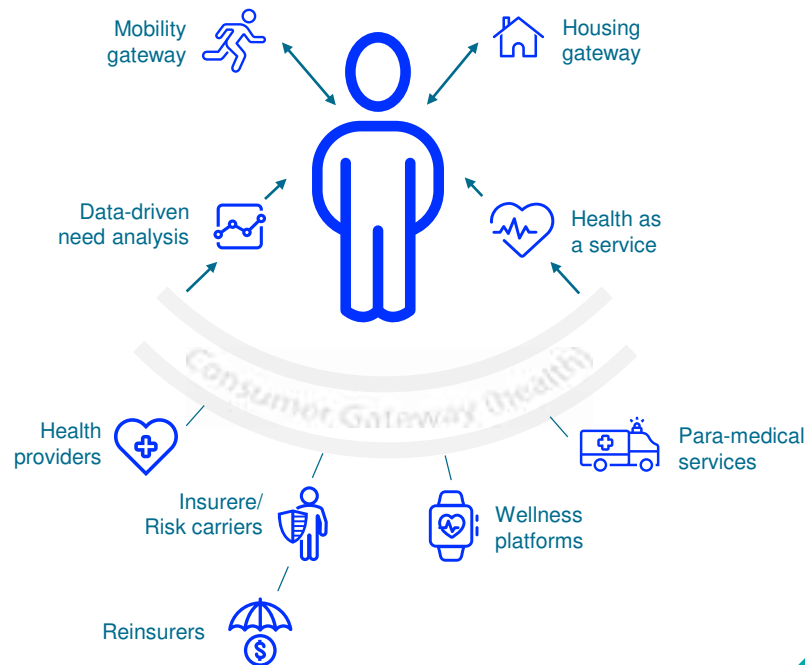 Mobility
gateway
Housing
gateway
Data-driven
need analysis
Health as
a service
Consumer Gateway (health)
Health
providers
Para-medical
services
Insurere/
Risk carriers
Wellness
platforms
Reinsurers
$